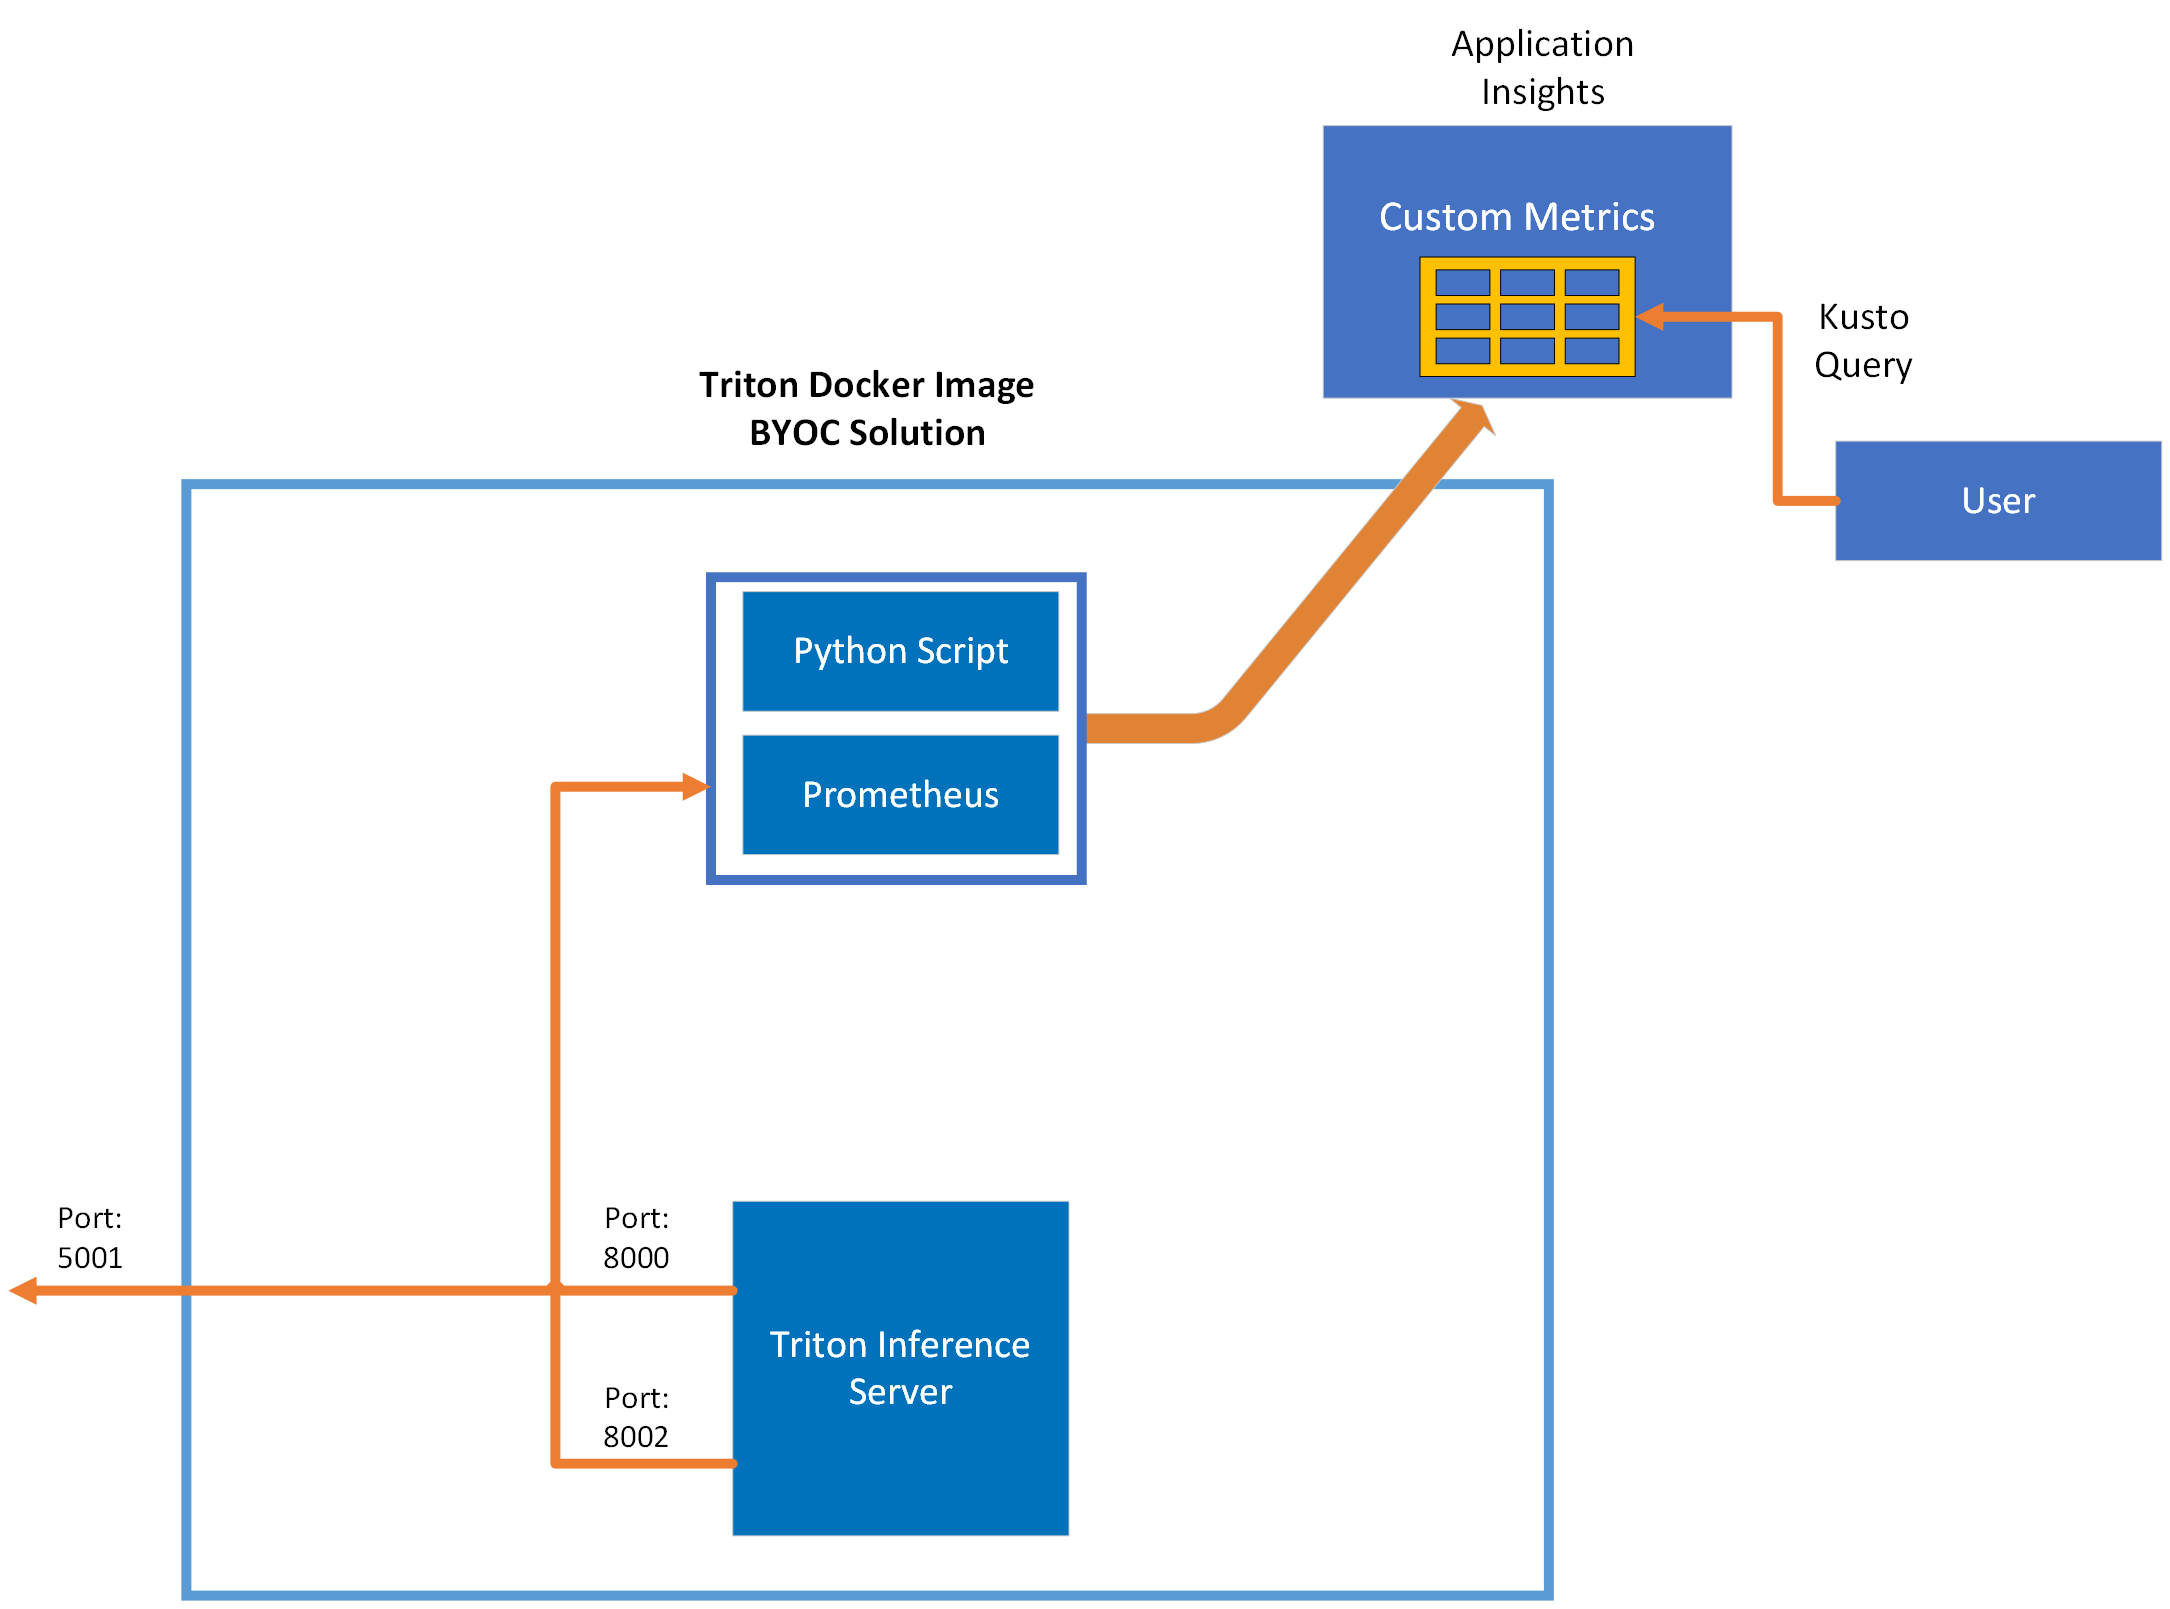 Application
Insights
Custom Metrics
Kusto
Query
User
Triton Docker Image
BYOC Solution
Python Script
Prometheus
Port:
5001
Port:
8000
Triton Inference
Server
Port:
8002